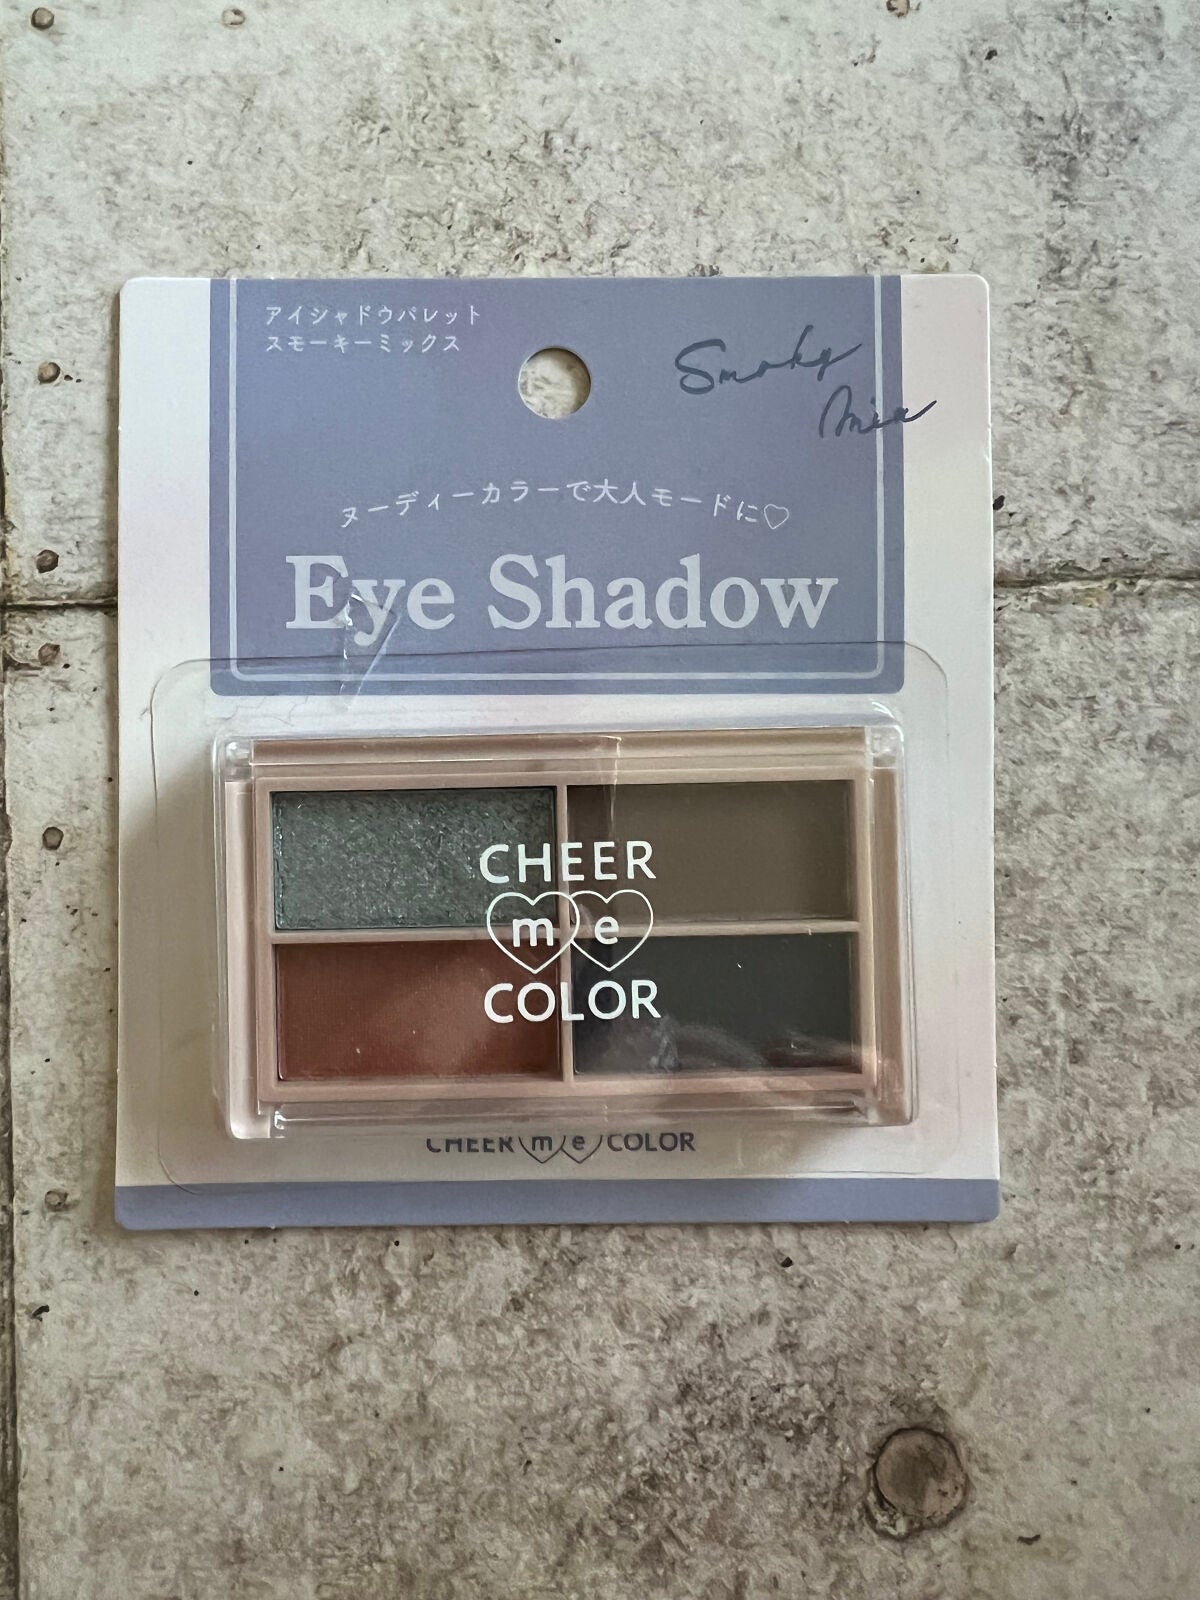 アイシャドウパレット
スモーキーミックス
Smoky
Mix
ヌーディーカラーで大人モードに♡
Eye Shadow
CHEER
me
COLOR
CHEER me COLOR